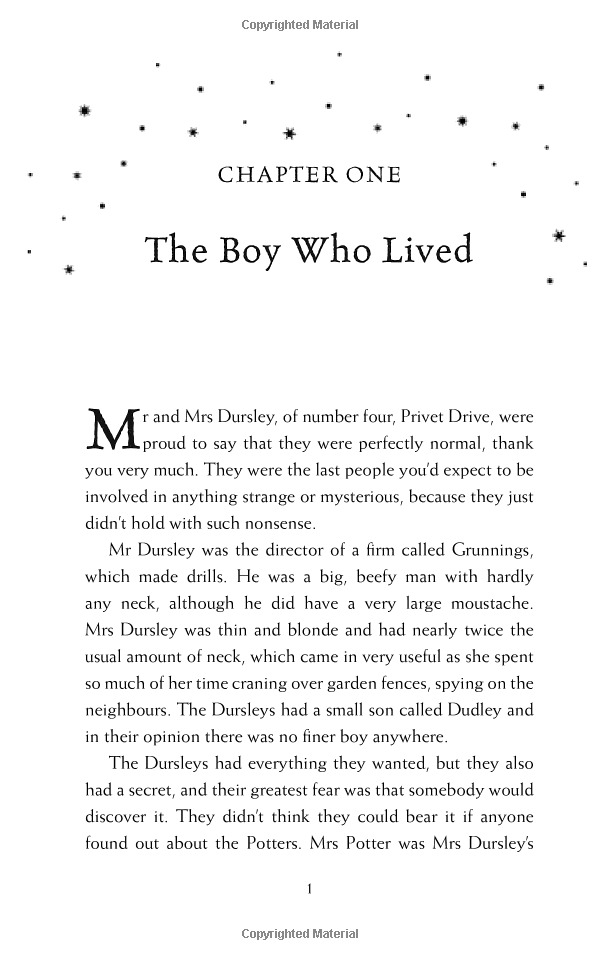 Copyrighted Material
CHAPTER ONE
The Boy Who Lived
Mr and Mrs Dursley, of number four, Privet Drive, were
proud to say that they were perfectly normal, thank
you very much. They were the last people you’d expect to be
involved in anything strange or mysterious, because they just
didn’t hold with such nonsense.
Mr Dursley was the director of a firm called Grunnings,
which made drills. He was a big, beefy man with hardly
any neck, although he did have a very large moustache.
Mrs Dursley was thin and blonde and had nearly twice the
usual amount of neck, which came in very useful as she spent
so much of her time craning over garden fences, spying on the
neighbours. The Dursleys had a small son called Dudley and
in their opinion there was no finer boy anywhere.
The Dursleys had everything they wanted, but they also
had a secret, and their greatest fear was that somebody would
discover it. They didn’t think they could bear it if anyone
found out about the Potters. Mrs Potter was Mrs Dursley’s
1
Copyrighted Material